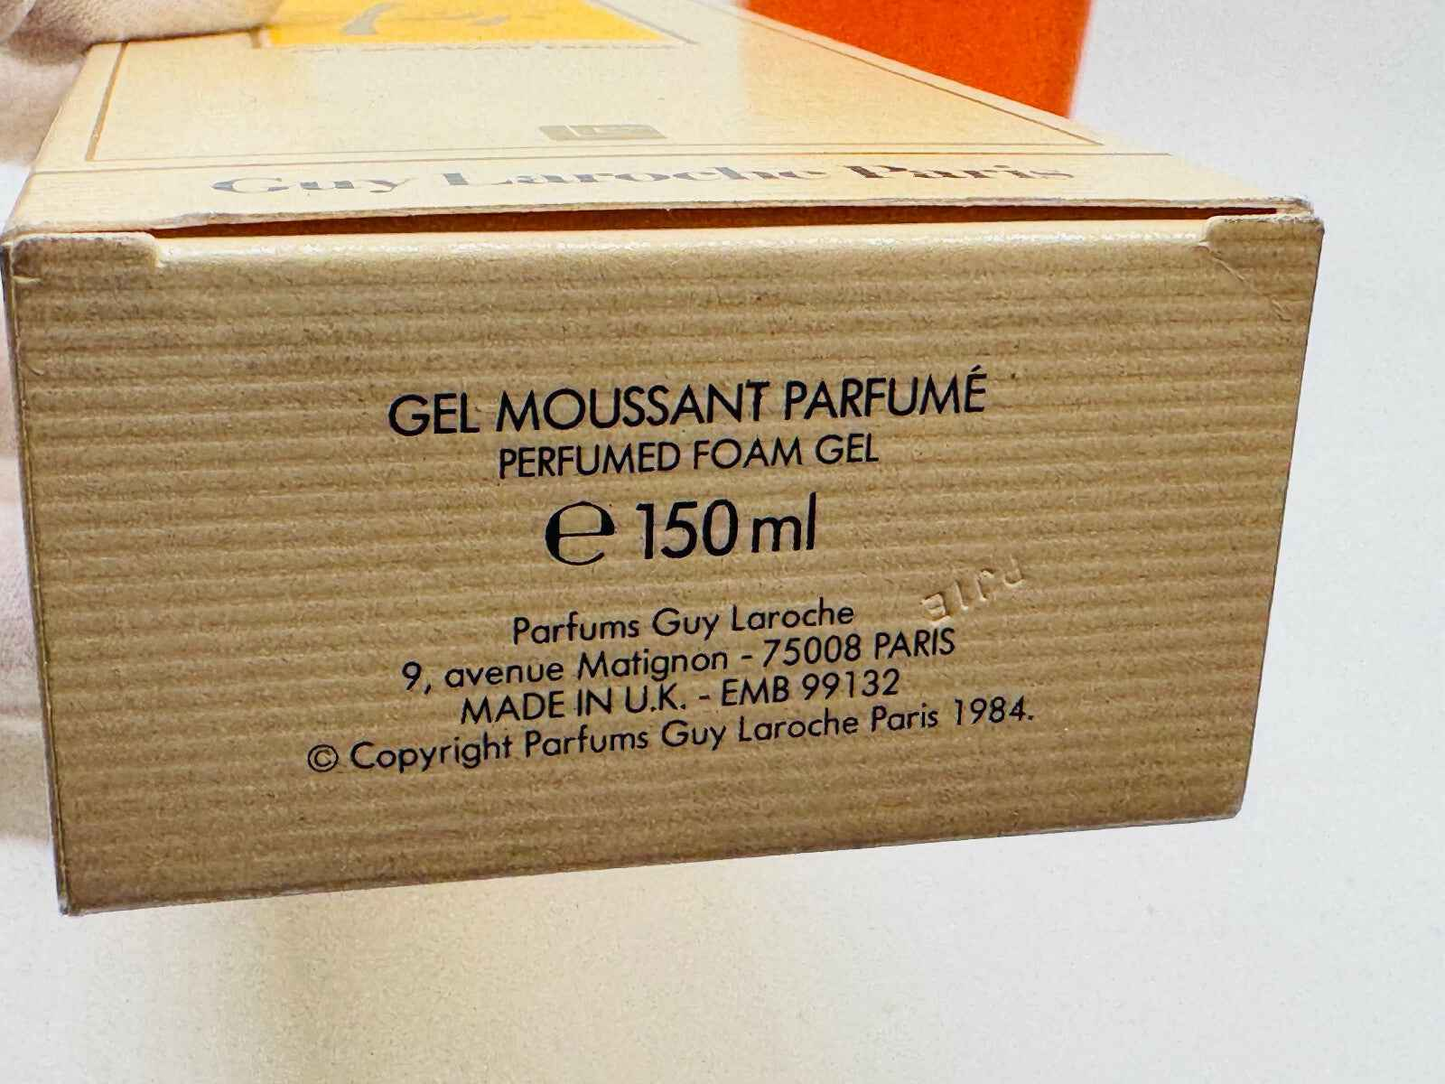 Guy Laroche Paris
GEL MOUSSANT PARFUMÉ
PERFUMED FOAM GEL
℮ 150 ml
Parfums Guy Laroche
9, avenue Matignon - 75008 PARIS
MADE IN U.K. - EMB 99132
© Copyright Parfums Guy Laroche Paris 1984.